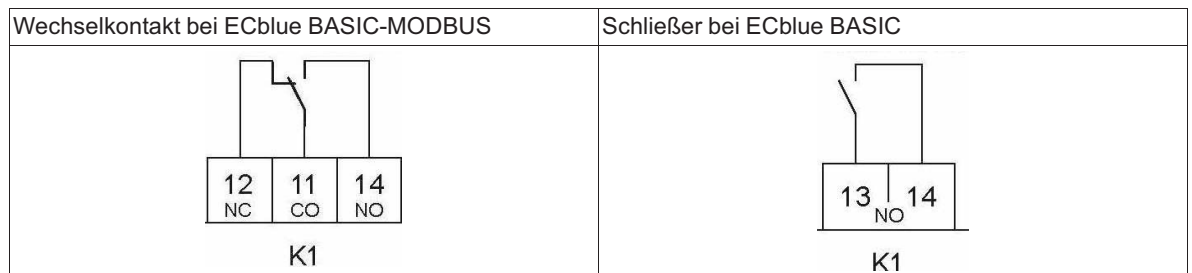 Wechselkontakt bei ECblue BASIC-MODBUS
Schließer bei ECblue BASIC
12 11 14
NC CO NO
K1
13 14
NO
K1